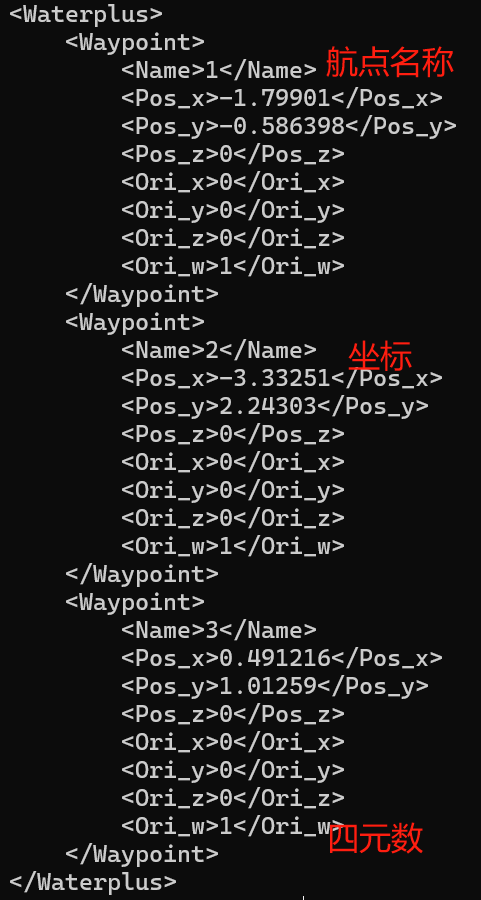 <Waterplus>
<Waypoint>
<Name>1</Name> 航点名称
<Pos_x>-1.79901</Pos_x>
<Pos_y>-0.586398</Pos_y>
<Pos_z>0</Pos_z>
<Ori_x>0</Ori_x>
<Ori_y>0</Ori_y>
<Ori_z>0</Ori_z>
<Ori_w>1</Ori_w>
</Waypoint>
<Waypoint>
<Name>2</Name> 坐标
<Pos_x>-3.33251</Pos_x>
<Pos_y>2.24303</Pos_y>
<Pos_z>0</Pos_z>
<Ori_x>0</Ori_x>
<Ori_y>0</Ori_y>
<Ori_z>0</Ori_z>
<Ori_w>1</Ori_w>
</Waypoint>
<Waypoint>
<Name>3</Name>
<Pos_x>0.491216</Pos_x>
<Pos_y>1.01259</Pos_y>
<Pos_z>0</Pos_z>
<Ori_x>0</Ori_x>
<Ori_y>0</Ori_y>
<Ori_z>0</Ori_z>
<Ori_w>1</Ori_w> 四元数
</Waypoint>
</Waterplus>